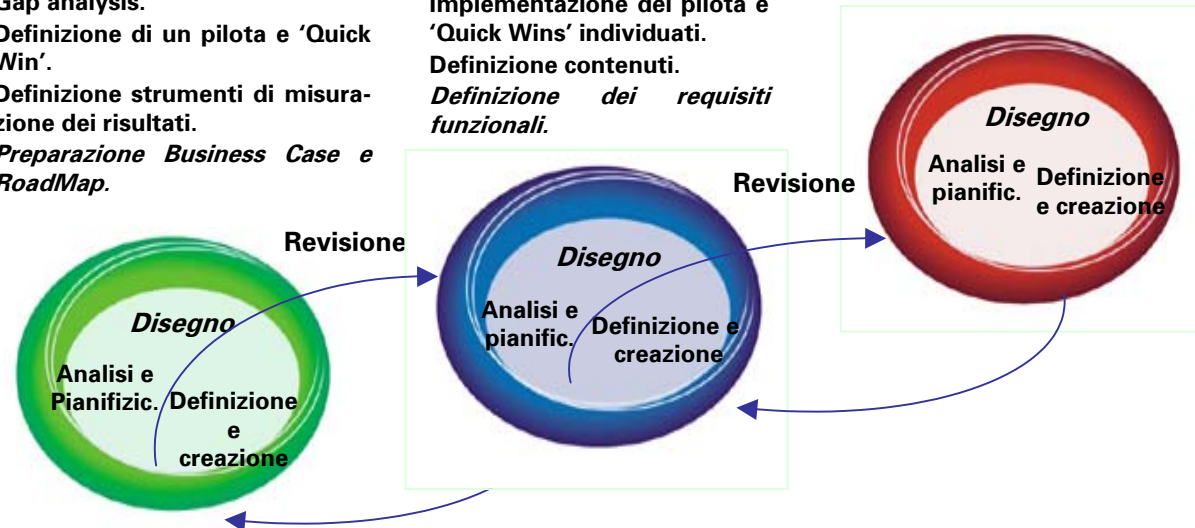 Gap analysis.
Definizione di un pilota e ‘Quick
Win’.
Definizione strumenti di misura-
zione dei risultati.
Preparazione Business Case e
RoadMap.
Implementazione del pilota e
‘Quick Wins’ individuati.
Definizione contenuti.
Definizione dei requisiti
funzionali.
Revisione
Disegno
Analisi e
Pianifizic.
Definizione
e
creazione
Revisione
Disegno
Analisi e
pianific.
Definizione e
creazione
Disegno
Analisi e
pianific.
Definizione
e creazione